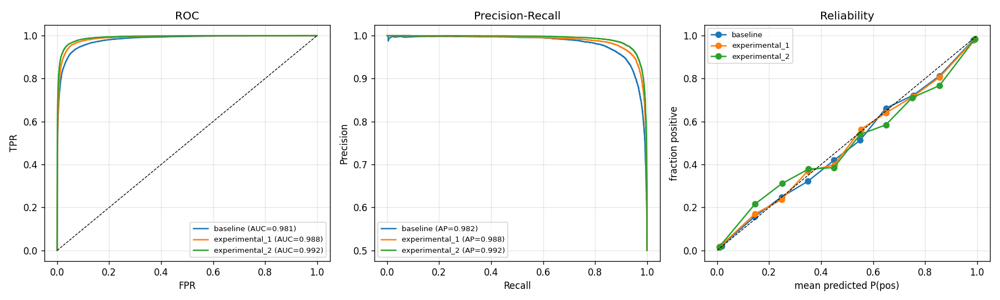 ROC
TPR
1.0
0.8
0.6
0.4
0.2
0.0
baseline (AUC=0.981)
experimental_1 (AUC=0.988)
experimental_2 (AUC=0.992)
0.0 0.2 0.4 0.6 0.8 1.0
FPR
Precision-Recall
Precision
1.0
0.9
0.8
0.7
0.6
0.5
baseline (AP=0.982)
experimental_1 (AP=0.988)
experimental_2 (AP=0.992)
0.0 0.2 0.4 0.6 0.8 1.0
Recall
Reliability
fraction positive
1.0
0.8
0.6
0.4
0.2
0.0
baseline
experimental_1
experimental_2
0.0 0.2 0.4 0.6 0.8 1.0
mean predicted P(pos)